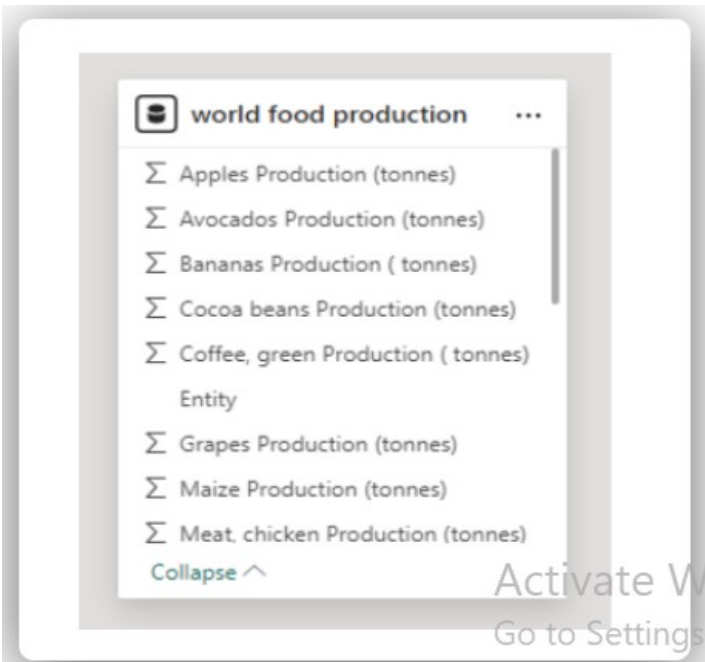 world food production ...
Σ Apples Production (tonnes)
Σ Avocados Production (tonnes)
Σ Bananas Production ( tonnes)
Σ Cocoa beans Production (tonnes)
Σ Coffee, green Production ( tonnes)
Entity
Σ Grapes Production (tonnes)
Σ Maize Production (tonnes)
Σ Meat, chicken Production (tonnes)
Collapse
Activate W
Go to Settings